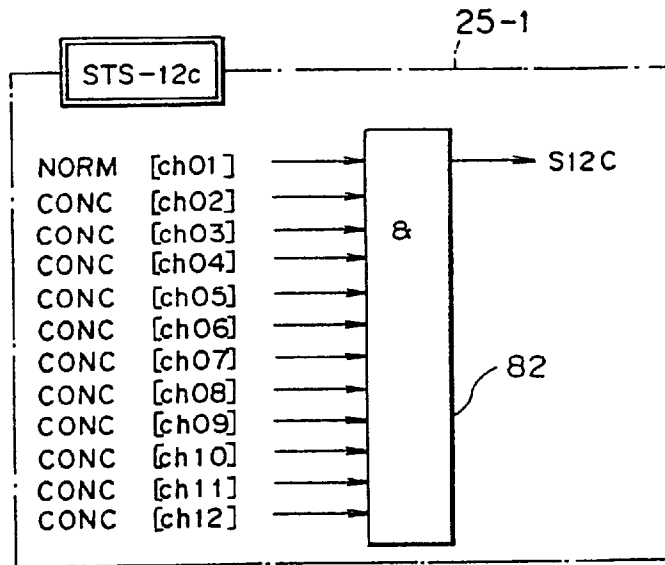 25-1
STS-12c
NORM [ch01] S12C
CONC [ch02]
CONC [ch03]
&
CONC [ch04]
CONC [ch05]
CONC [ch06]
CONC [ch07]
82
CONC [ch08]
CONC [ch09]
CONC [ch10]
CONC [ch11]
CONC [ch12]